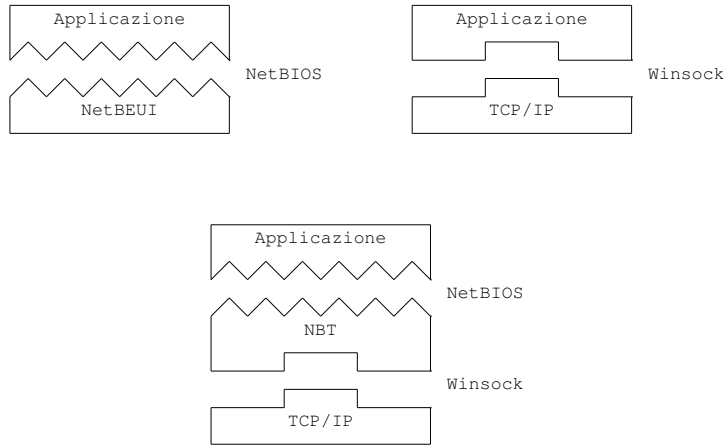 Applicazione
NetBIOS
NetBEUI
Applicazione
Winsock
TCP/IP
Applicazione
NetBIOS
NBT
Winsock
TCP/IP